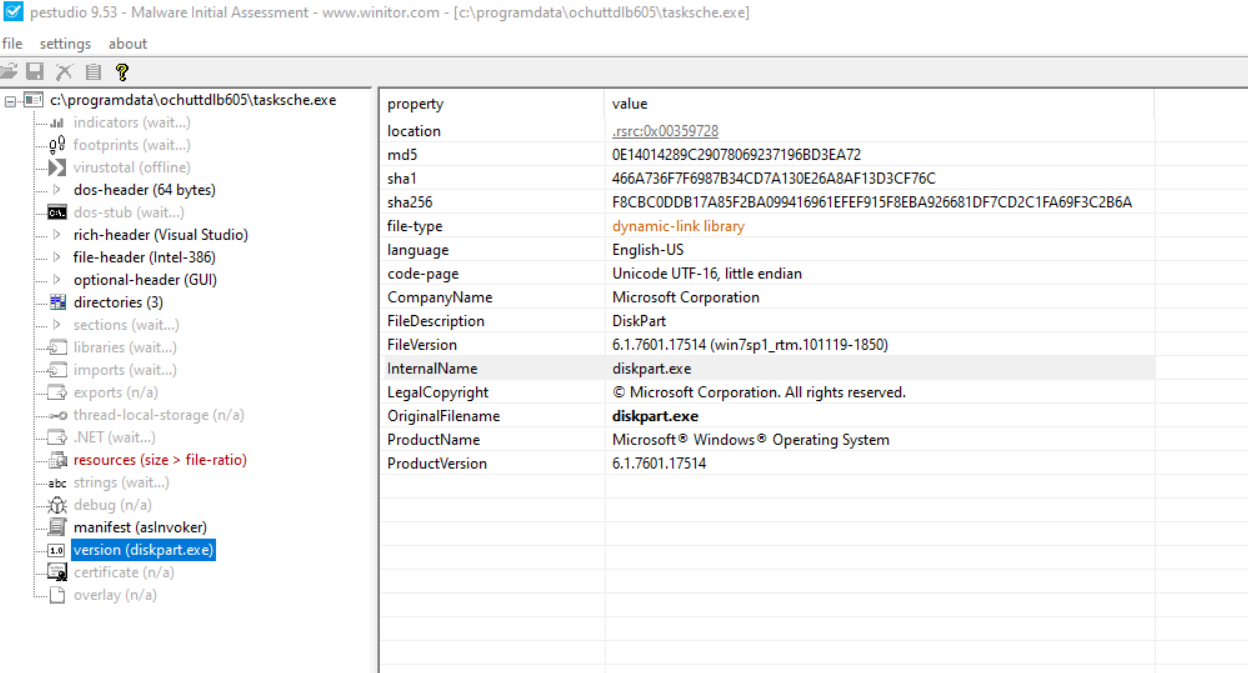 pestudio 9.53 - Malware Initial Assessment - www.winitor.com - [c:\programdata\ochuttdlb605\tasksche.exe]
file settings about
c:\programdata\ochuttdlb605\tasksche.exe
indicators (wait...)
footprints (wait...)
virustotal (offline)
dos-header (64 bytes)
dos-stub (wait...)
rich-header (Visual Studio)
file-header (Intel-386)
optional-header (GUI)
directories (3)
sections (wait...)
libraries (wait...)
imports (wait...)
exports (n/a)
thread-local-storage (n/a)
.NET (wait...)
resources (size > file-ratio)
abc strings (wait...)
debug (n/a)
manifest (asInvoker)
1.0 version (diskpart.exe)
certificate (n/a)
overlay (n/a)
property value
location .rsrc:0x00359728
md5 0E14014289C29078069237196BD3EA72
sha1 466A736F7F6987B34CD7A130E26A8AF13D3CF76C
sha256 F8CBC0DDB17A85F2BA099416961EFEF915F8EBA926681DF7CD2C1FA69F3C2B6A
file-type dynamic-link library
language English-US
code-page Unicode UTF-16, little endian
CompanyName Microsoft Corporation
FileDescription DiskPart
FileVersion 6.1.7601.17514 (win7sp1_rtm.101119-1850)
InternalName diskpart.exe
LegalCopyright © Microsoft Corporation. All rights reserved.
OriginalFilename diskpart.exe
ProductName Microsoft® Windows® Operating System
ProductVersion 6.1.7601.17514